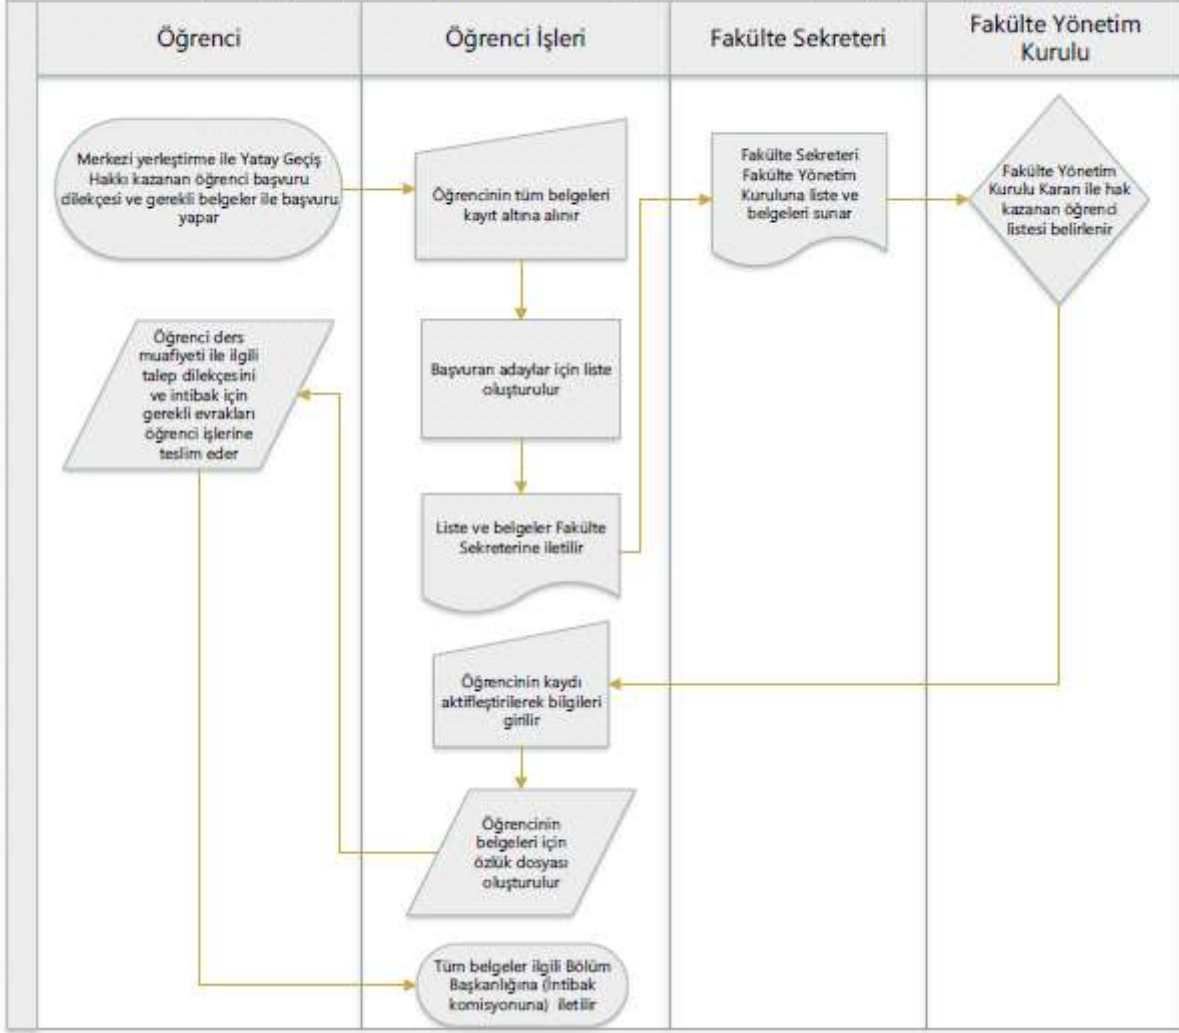 Öğrenci
Öğrenci İşleri
Fakülte Sekreteri
Fakülte Yönetim
Kurulu
Merkezi yerleştirme ile Yatay Geçiş
Hakkı kazanan öğrenci başvuru
dilekçesi ve gerekli belgeler ile başvuru
yapar
Öğrencinin tüm belgeleri
kayıt altına alınır
Fakülte Sekreteri
Fakülte Yönetim
Kuruluna liste ve
belgeleri sunar
Fakülte Yönetim
Kurulu Kararı ile hak
kazanan öğrenci
listesi belirlenir
Öğrenci ders
muafiyeti ile ilgili
talep dilekçesini
ve intibak için
gerekli evrakları
öğrenci işlerine
teslim eder
Başvuran adaylar için liste
oluşturulur
Liste ve belgeler Fakülte
Sekreterine iletilir
Öğrencinin kaydı
aktifleştirilerek bilgileri
girilir
Öğrencinin
belgeleri için
özlük dosyası
oluşturulur
Tüm belgeler ilgili Bölüm
Başkanlığına (İntibak
komisyonuna) iletilir